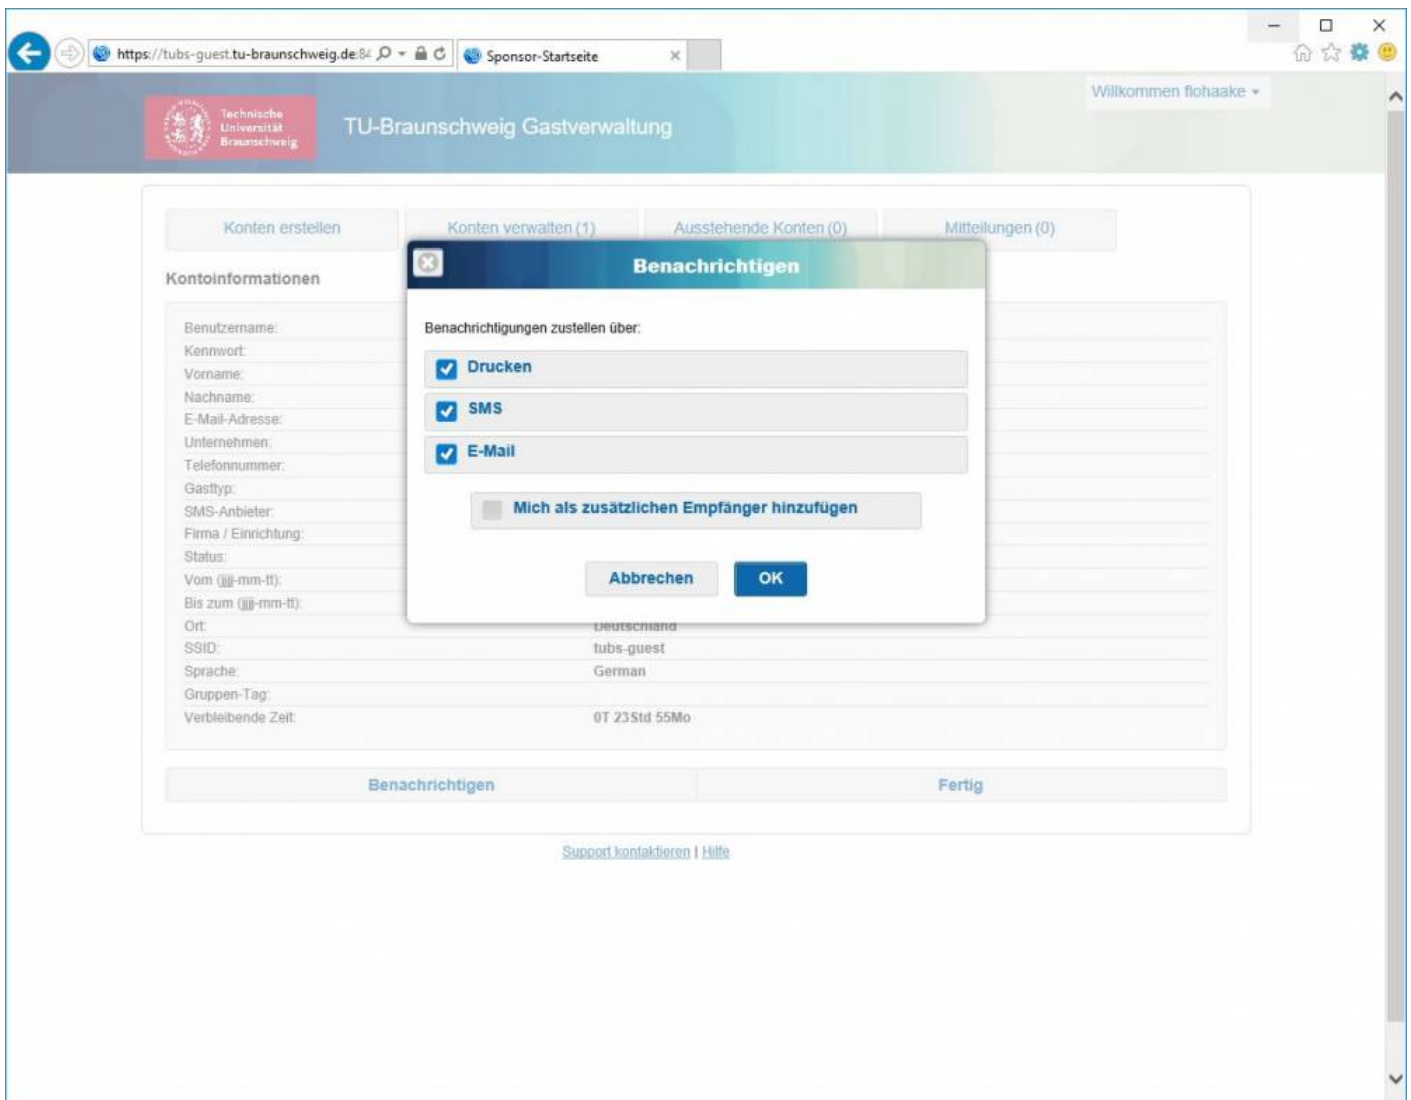 https://tubs-guest.tu-braunschweig.de:84
Sponsor-Startseite
Willkommen flohaake
Technische
Universität
Braunschweig
TU-Braunschweig Gastverwaltung
Konten erstellen
Konten verwalten (1)
Ausstehende Konten (0)
Mitteilungen (0)
Kontoinformationen
Benachrichtigen
Benachrichtigungen zustellen über:
Drucken
SMS
E-Mail
Mich als zusätzlichen Empfänger hinzufügen
Abbrechen
OK
Benutzername:
Kennwort:
Vorname:
Nachname:
E-Mail-Adresse:
Unternehmen:
Telefonnummer:
Gasttyp:
SMS-Anbieter:
Firma / Einrichtung:
Status:
Vom (jjjj-mm-tt):
Bis zum (jjjj-mm-tt):
Ort: Deutschland
SSID: tubs-guest
Sprache: German
Gruppen-Tag:
Verbleibende Zeit: 0T 23Std 55Mo
Benachrichtigen
Fertig
Support kontaktieren | Hilfe